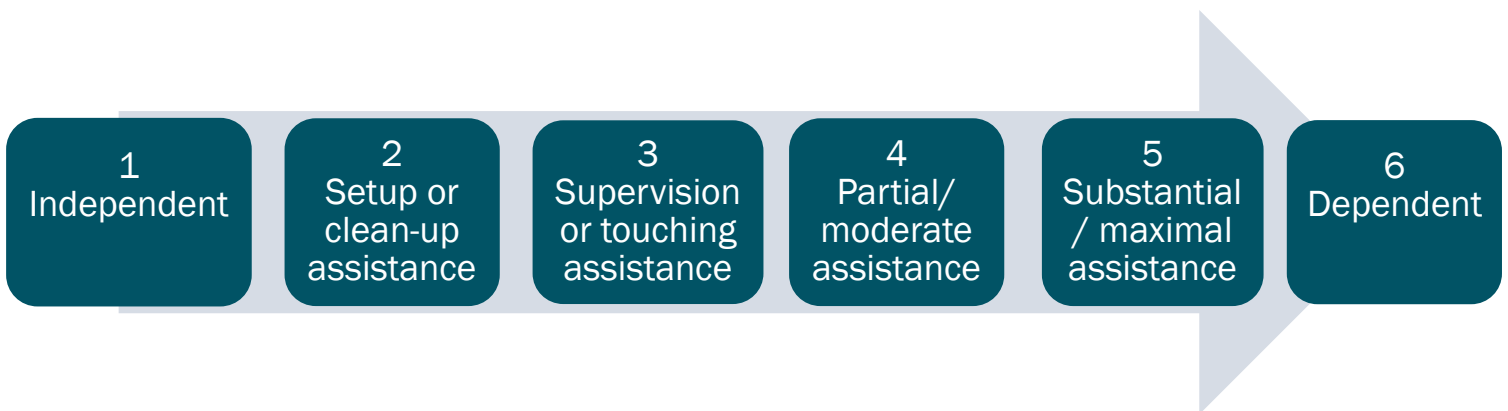 1
Independent
2
Setup or
clean-up
assistance
3
Supervision
or touching
assistance
4
Partial/
moderate
assistance
5
Substantial
/ maximal
assistance
6
Dependent